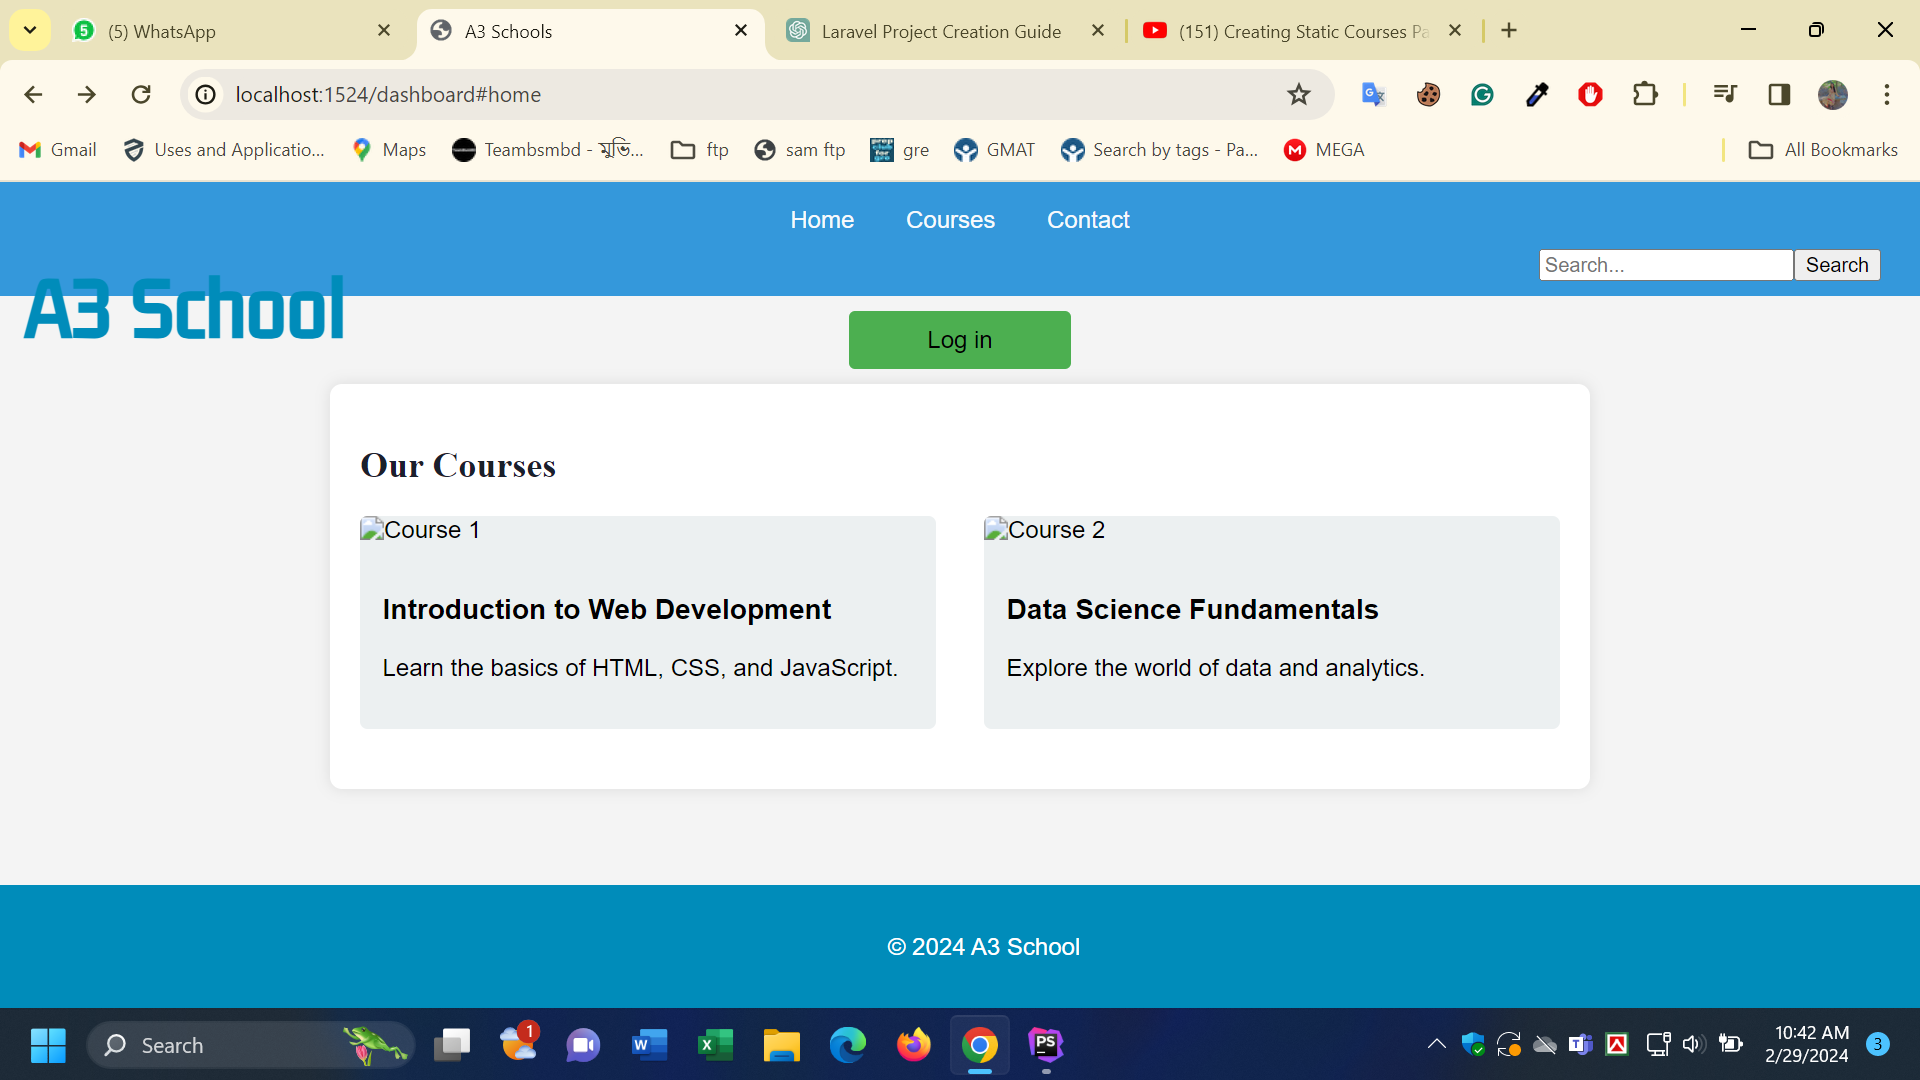 5 (5) WhatsApp
A3 Schools
Laravel Project Creation Guide
(151) Creating Static Courses Pa
localhost:1524/dashboard#home
Gmail
Uses and Applicatio...
Maps
Teambsmbd - মুভি...
ftp
sam ftp
gre
GMAT
Search by tags - Pa...
MEGA
All Bookmarks
Home Courses Contact
Search... Search
A3 School
Log in
Our Courses
Course 1
Introduction to Web Development
Learn the basics of HTML, CSS, and JavaScript.
Course 2
Data Science Fundamentals
Explore the world of data and analytics.
© 2024 A3 School
Search
1
W
X
PS
T
10:42 AM
2/29/2024
3